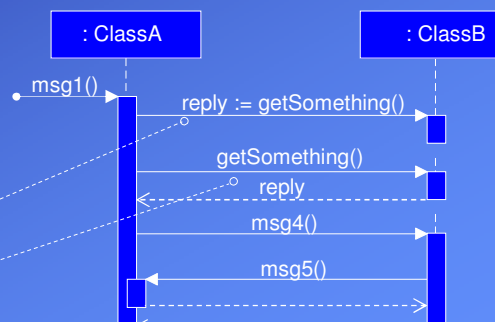 : ClassA
: ClassB
msg1()
reply := getSomething()
getSomething()
reply
msg4()
msg5()